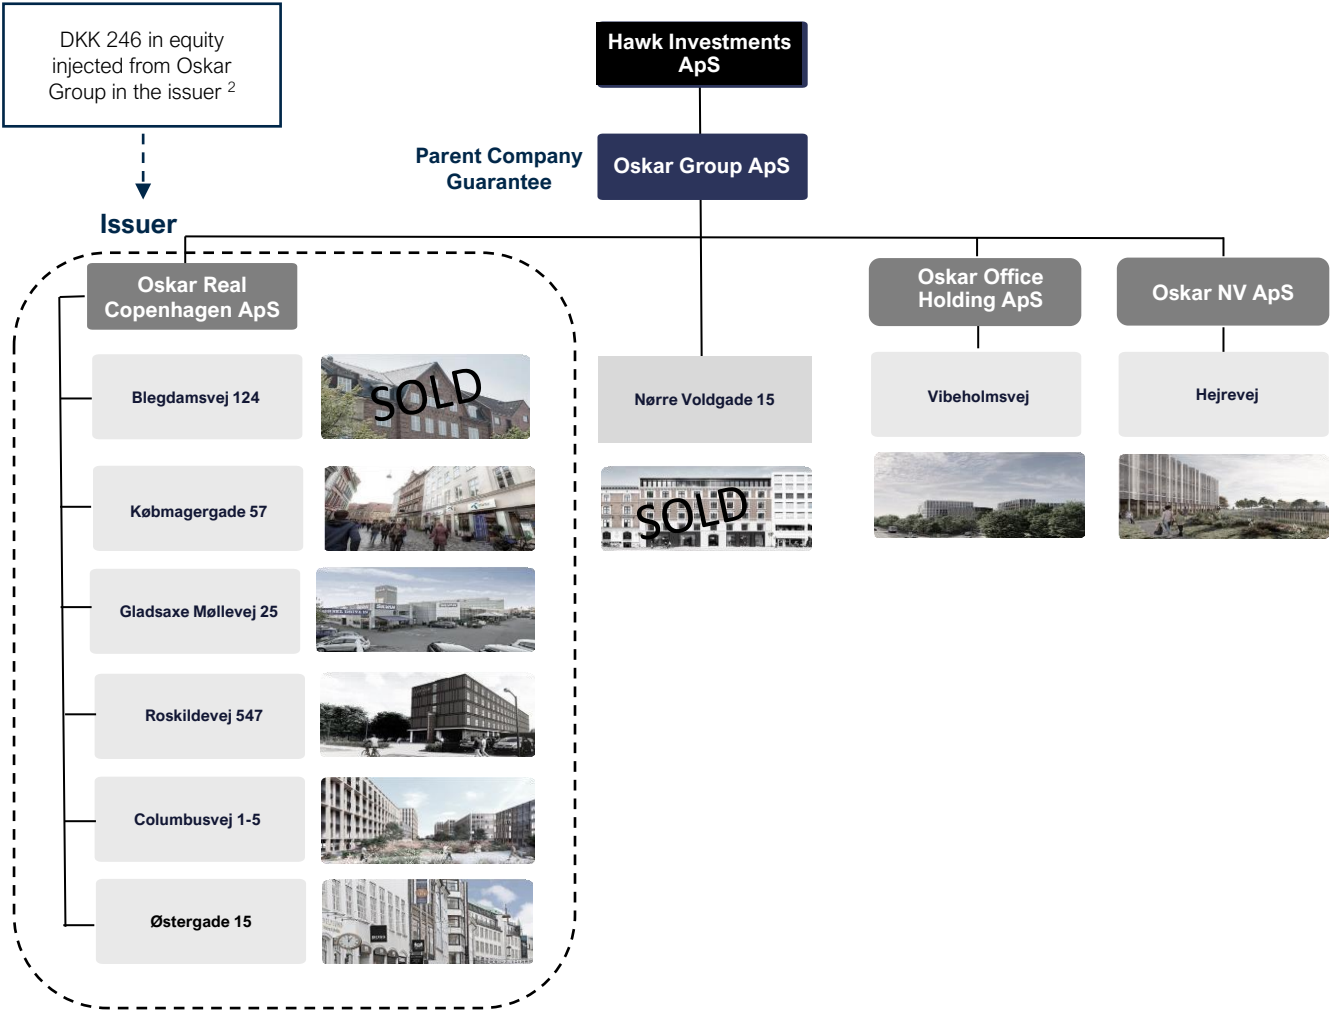 DKK 246 in equity
injected from Oskar
Group in the issuer 2
Hawk Investments
ApS
Parent Company
Guarantee
Oskar Group ApS
Issuer
Oskar Real
Copenhagen ApS
Oskar Office
Holding ApS
Oskar NV ApS
Blegdamsvej 124
SOLD
Nørre Voldgade 15
Vibeholmsvej
Hejrevej
Købmagergade 57
SOLD
Gladsaxe Møllevej 25
Roskildevej 547
Columbusvej 1-5
Østergade 15